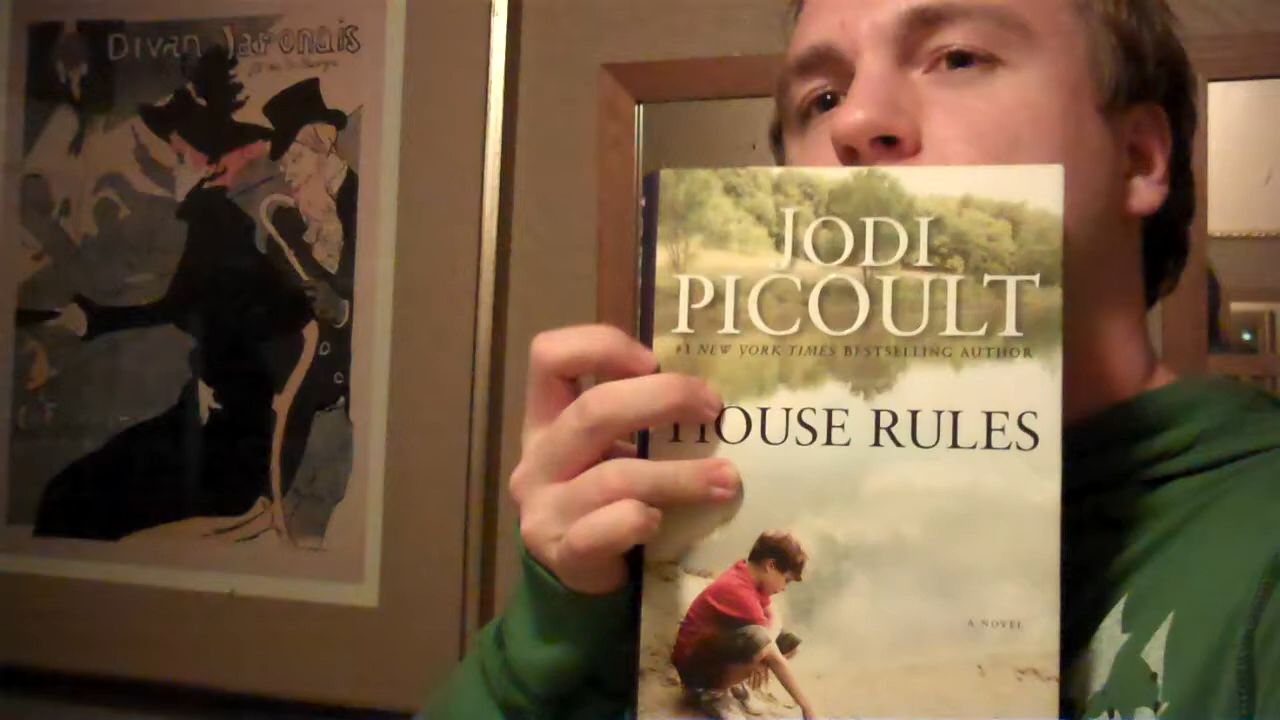 Divan Japonais
JODI
PICOULT
#1 NEW YORK TIMES BESTSELLING AUTHOR
HOUSE RULES
A NOVEL